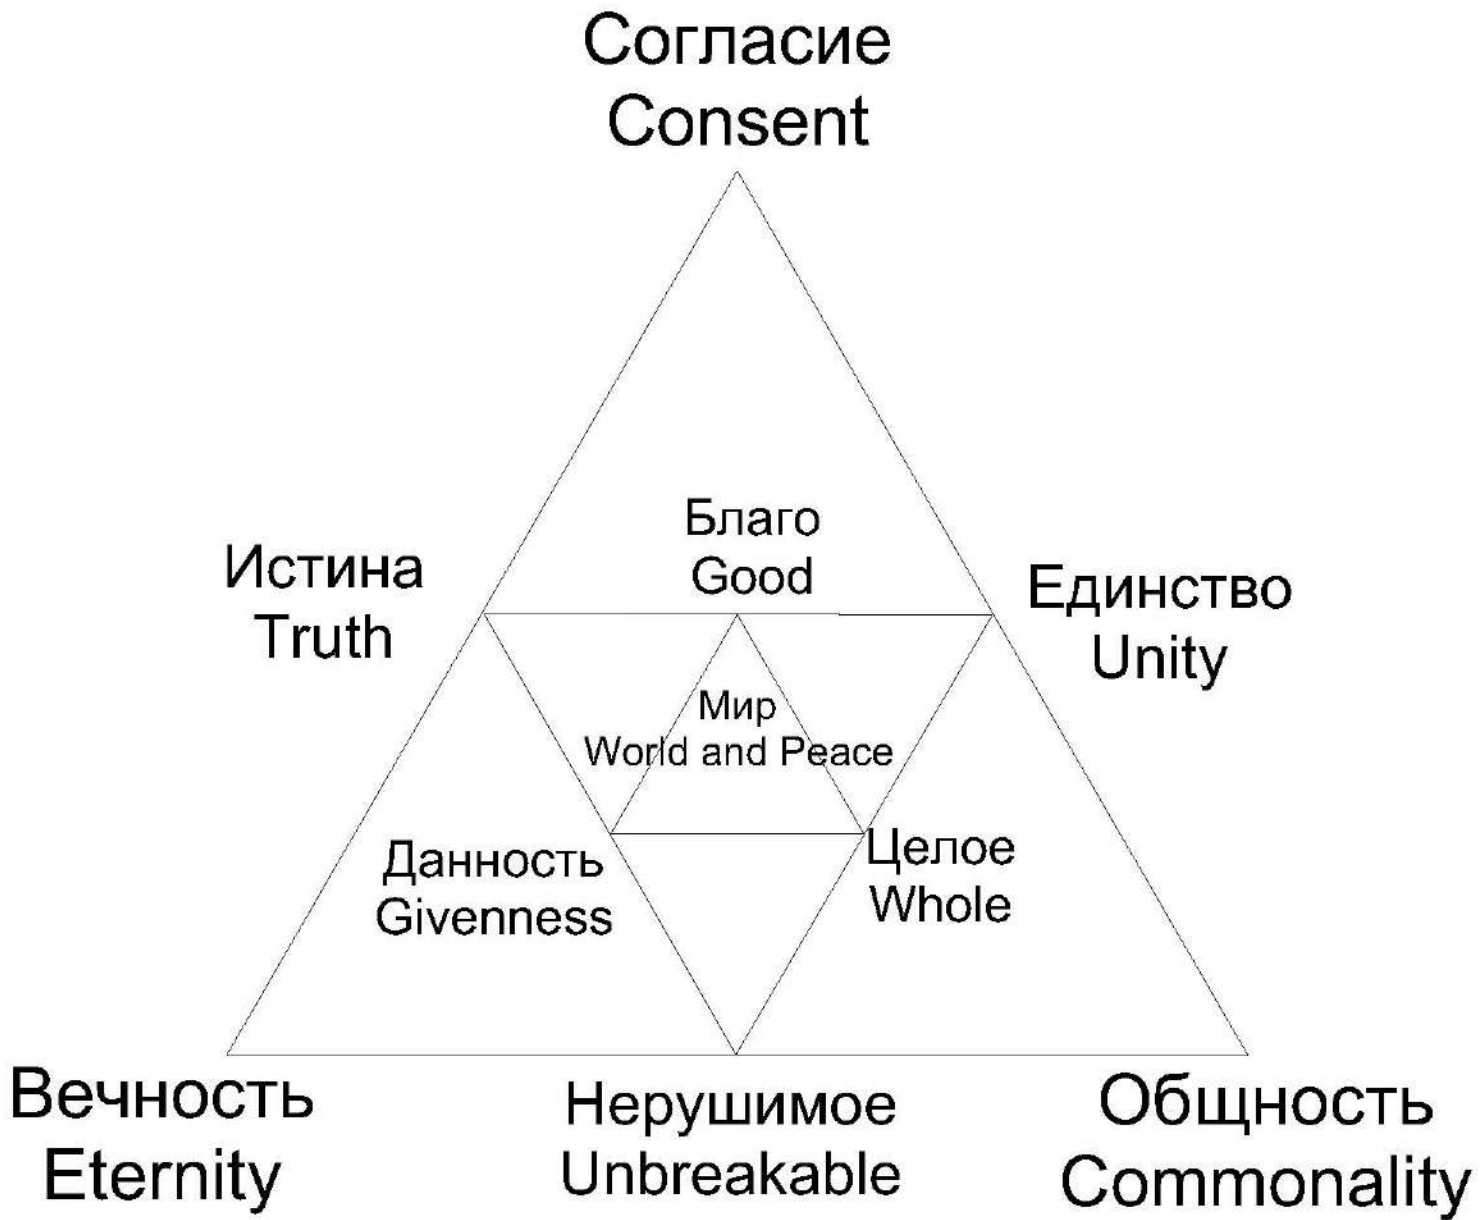 Согласие
Consent
Благо
Good
Истина
Truth
Единство
Unity
Мир
World and Peace
Данность
Givenness
Целое
Whole
Вечность
Eternity
Нерушимое
Unbreakable
Общность
Commonality